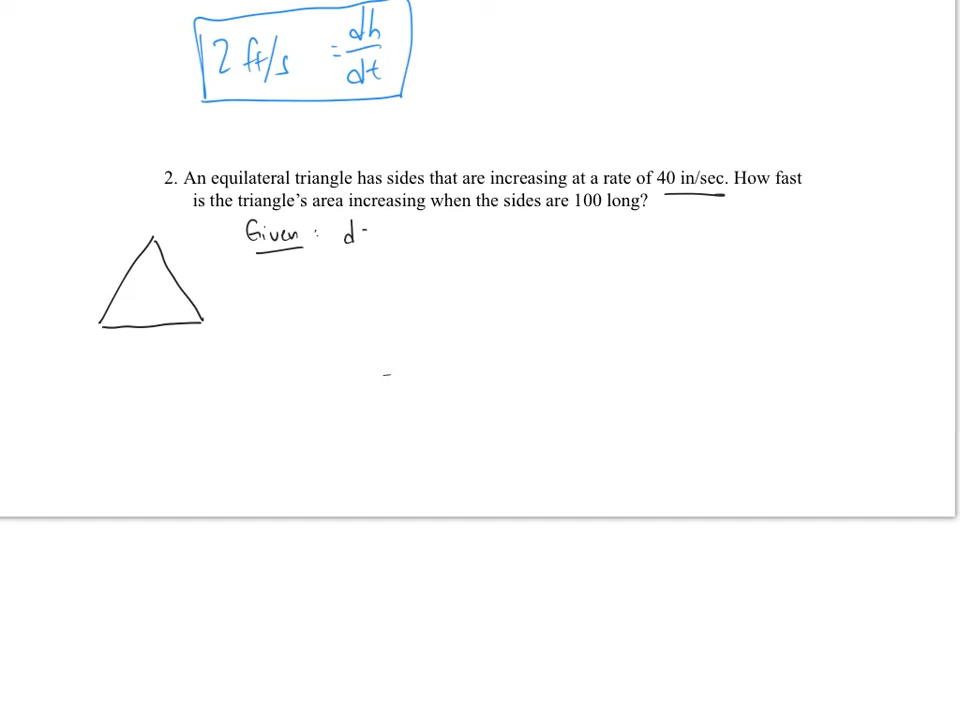 2 ft/s = dh/dt
2. An equilateral triangle has sides that are increasing at a rate of 40 in/sec. How fast
is the triangle's area increasing when the sides are 100 long?
Given : d-